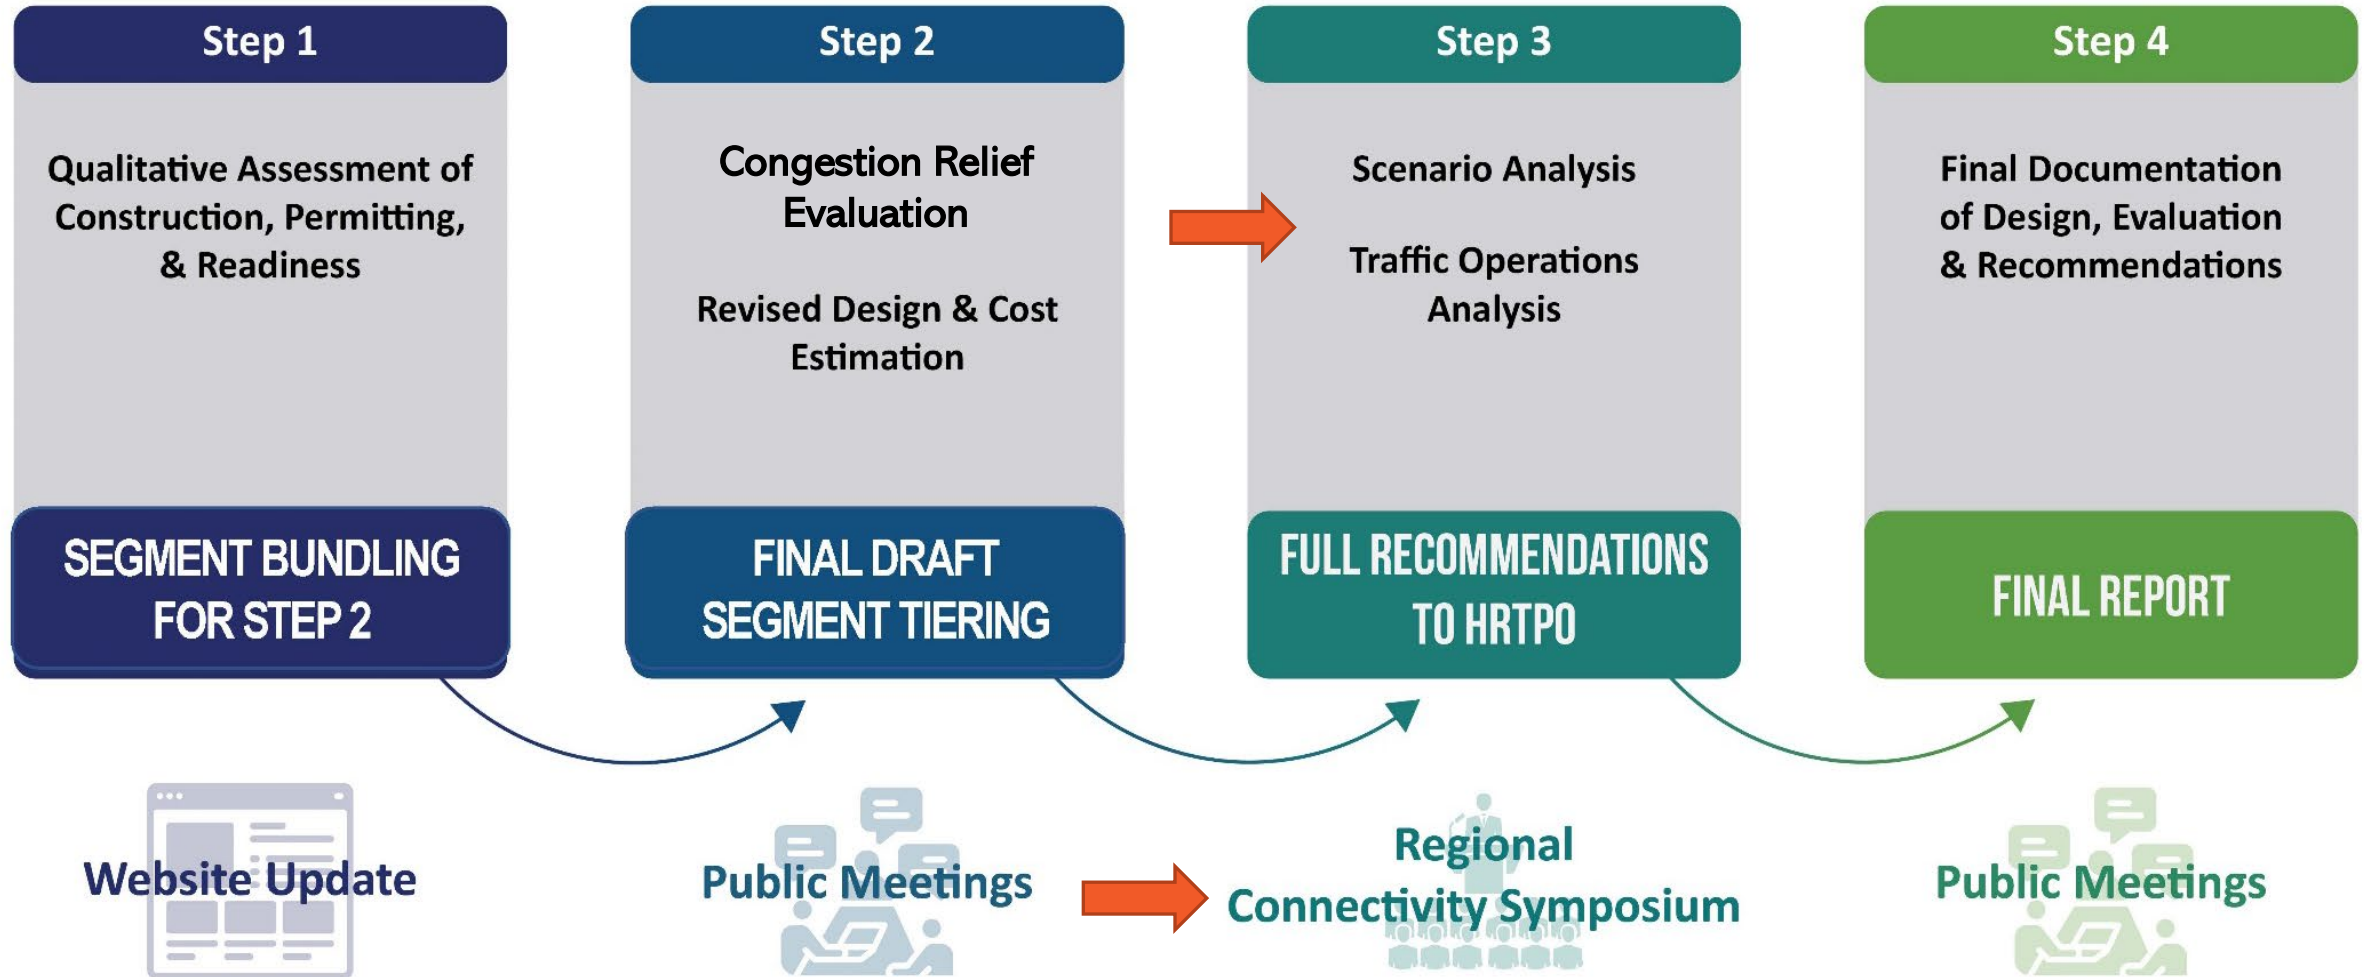 Step 1
Qualitative Assessment of
Construction, Permitting,
& Readiness
SEGMENT BUNDLING
FOR STEP 2
Website Update
Step 2
Congestion Relief
Evaluation
Revised Design & Cost
Estimation
FINAL DRAFT
SEGMENT TIERING
Public Meetings
Step 3
Scenario Analysis
Traffic Operations
Analysis
FULL RECOMMENDATIONS
TO HRTPO
Regional
Connectivity Symposium
Step 4
Final Documentation
of Design, Evaluation
& Recommendations
FINAL REPORT
Public Meetings